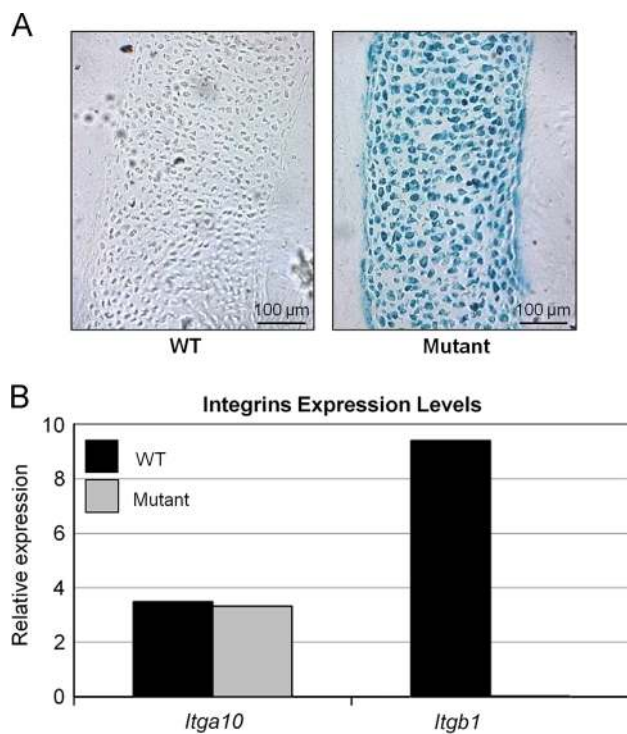 A
100 µm
100 µm
WT
Mutant
B
Integrins Expression Levels
10
8
6
4
2
0
Relative expression
WT
Mutant
Itga10
Itgb1